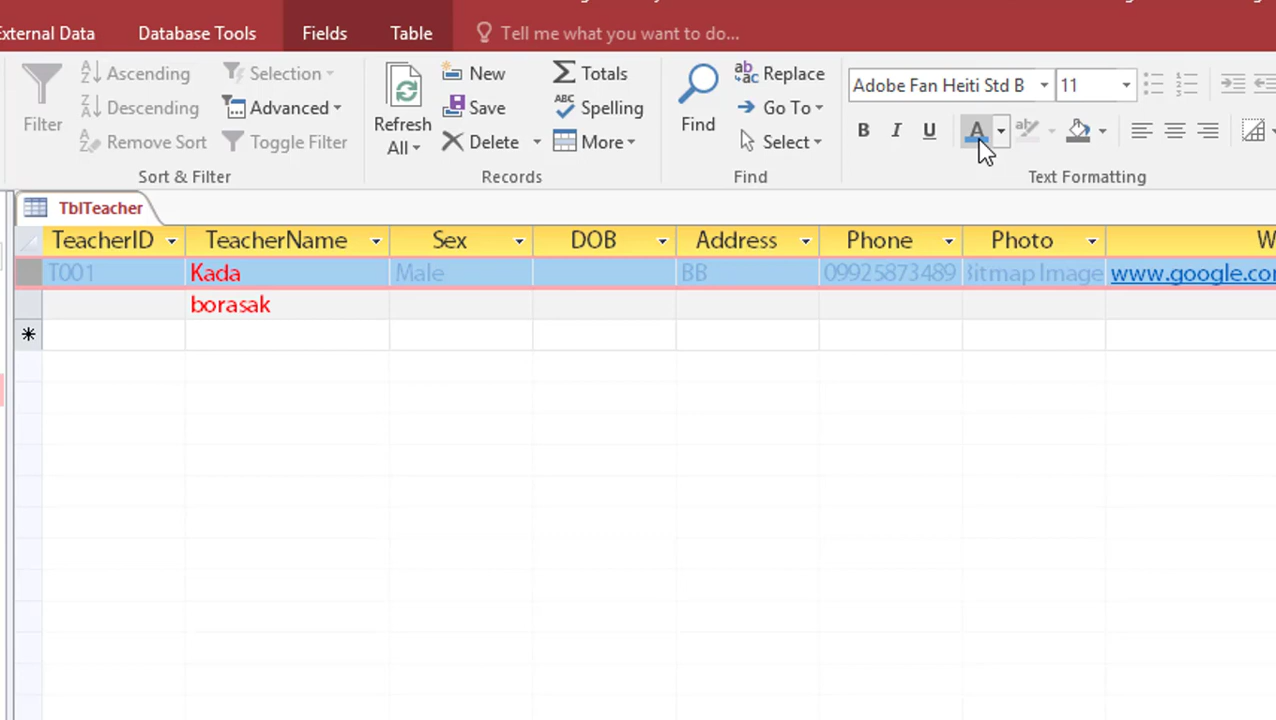 External Data Database Tools Fields Table Tell me what you want to do...
Filter Ascending Descending Remove Sort Selection Advanced Toggle Filter
Sort & Filter
Refresh All New Save Delete Totals Spelling More
Records
Find Replace Go To Select
Find
Adobe Fan Heiti Std B 11
B I U A
Text Formatting
TblTeacher
TeacherID TeacherName Sex DOB Address Phone Photo W
T001 Kada Male BB 09925873489 Bitmap Image www.google.co
borasak